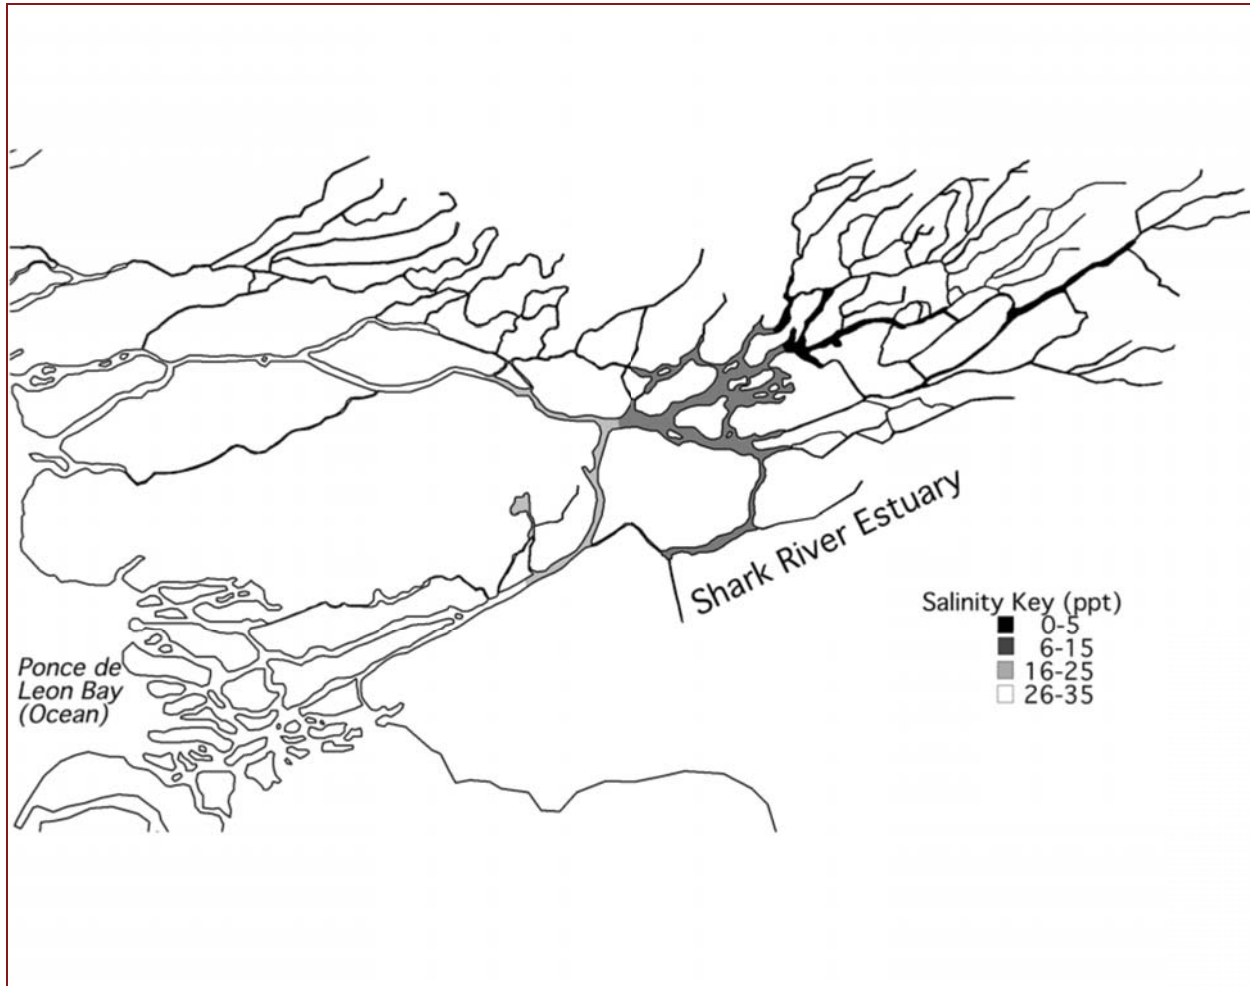 Shark River Estuary
Salinity Key (ppt)
0-5
6-15
16-25
26-35
Ponce de
Leon Bay
(Ocean)